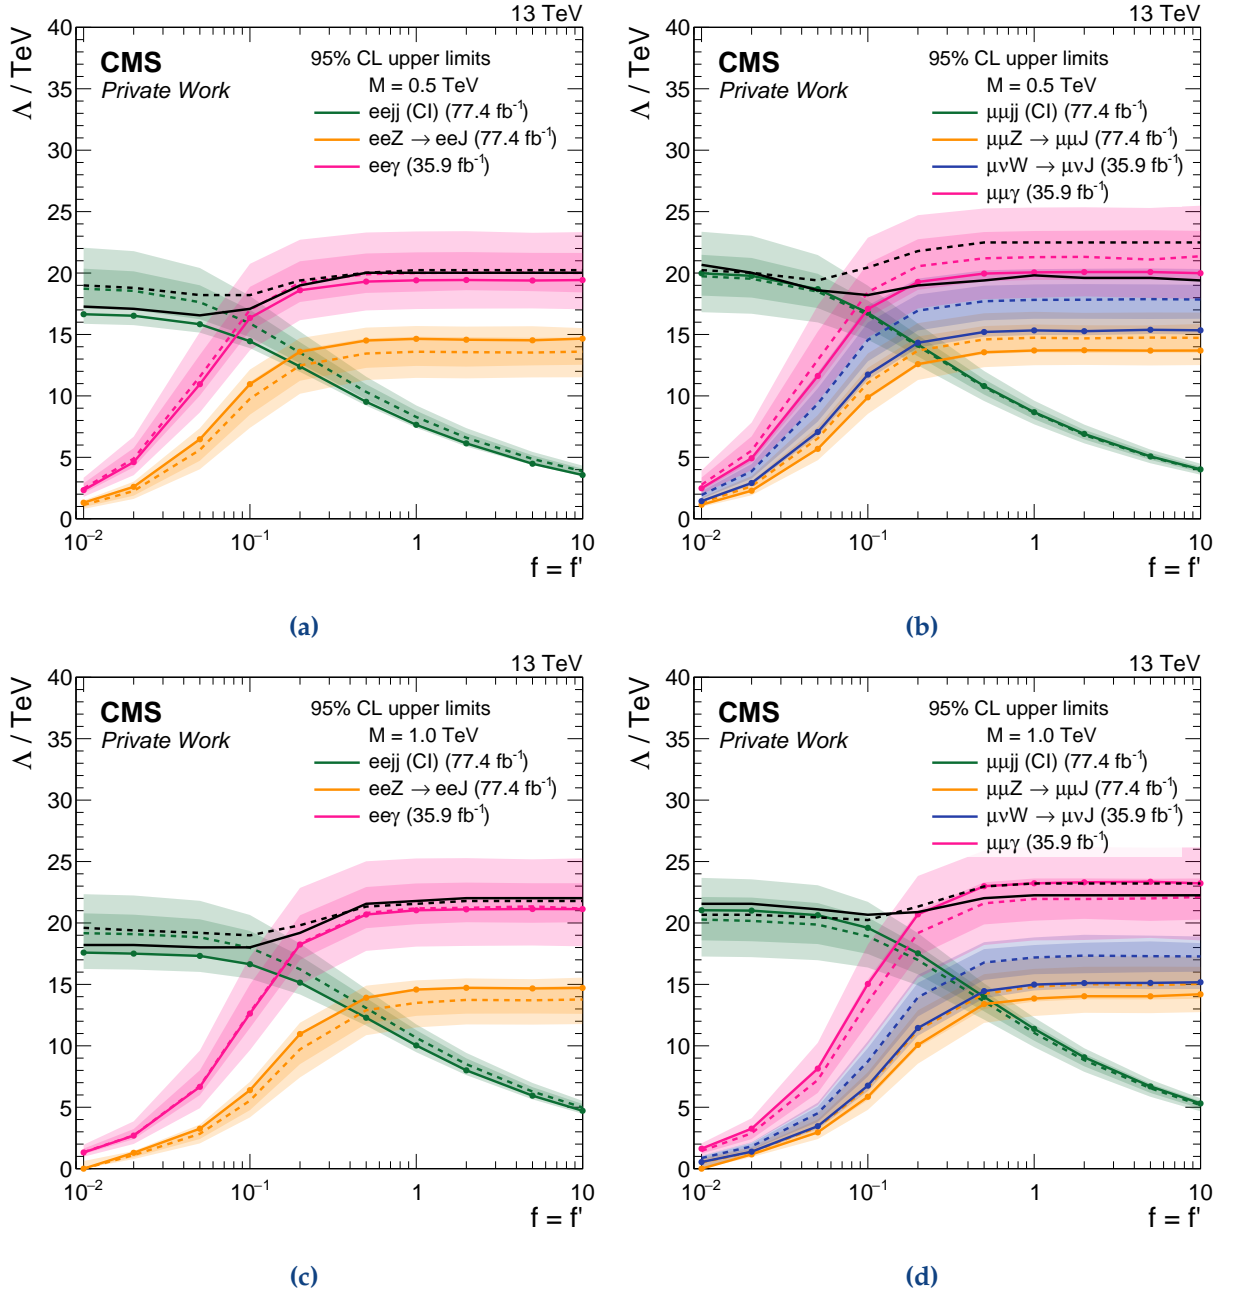 13 TeV
CMS
Private Work
95% CL upper limits
M = 0.5 TeV
eejj (CI) (77.4 fb⁻¹)
eeZ → eeJ (77.4 fb⁻¹)
eeγ (35.9 fb⁻¹)
Λ / TeV
40
35
30
25
20
15
10
5
0
10⁻² 10⁻¹ 1 10
f = f'
(a)
13 TeV
CMS
Private Work
95% CL upper limits
M = 0.5 TeV
μμjj (CI) (77.4 fb⁻¹)
μμZ → μμJ (77.4 fb⁻¹)
μνW → μνJ (35.9 fb⁻¹)
μμγ (35.9 fb⁻¹)
Λ / TeV
40
35
30
25
20
15
10
5
0
10⁻² 10⁻¹ 1 10
f = f'
(b)
13 TeV
CMS
Private Work
95% CL upper limits
M = 1.0 TeV
eejj (CI) (77.4 fb⁻¹)
eeZ → eeJ (77.4 fb⁻¹)
eeγ (35.9 fb⁻¹)
Λ / TeV
40
35
30
25
20
15
10
5
0
10⁻² 10⁻¹ 1 10
f = f'
(c)
13 TeV
CMS
Private Work
95% CL upper limits
M = 1.0 TeV
μμjj (CI) (77.4 fb⁻¹)
μμZ → μμJ (77.4 fb⁻¹)
μνW → μνJ (35.9 fb⁻¹)
μμγ (35.9 fb⁻¹)
Λ / TeV
40
35
30
25
20
15
10
5
0
10⁻² 10⁻¹ 1 10
f = f'
(d)